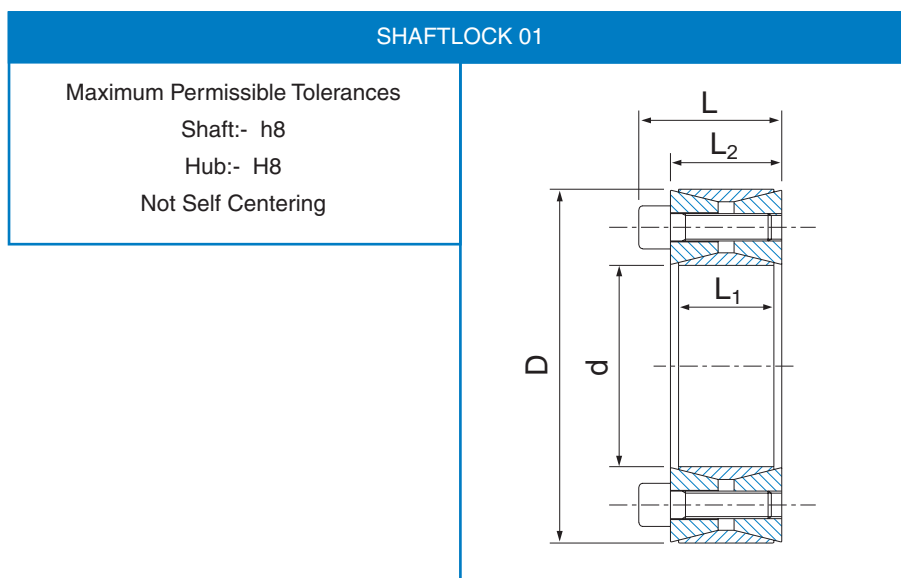 SHAFTLOCK 01
Maximum Permissible Tolerances
Shaft:- h8
Hub:- H8
Not Self Centering
L
L₂
L₁
D
d